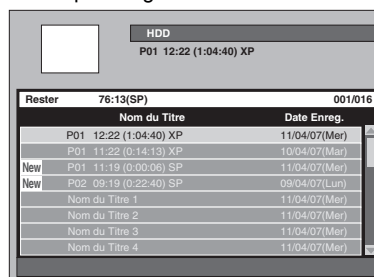 HDD
P01 12:22 (1:04:40) XP
Rester 76:13(SP) 001/016
Nom du Titre Date Enreg.
P01 12:22 (1:04:40) XP 11/04/07(Mer)
P01 11:22 (0:14:13) XP 10/04/07(Mar)
New P01 11:19 (0:00:06) SP 11/04/07(Mer)
New P02 09:19 (0:22:40) SP 09/04/07(Lun)
Nom du Titre 1 11/04/07(Mer)
Nom du Titre 2 11/04/07(Mer)
Nom du Titre 3 11/04/07(Mer)
Nom du Titre 4 11/04/07(Mer)